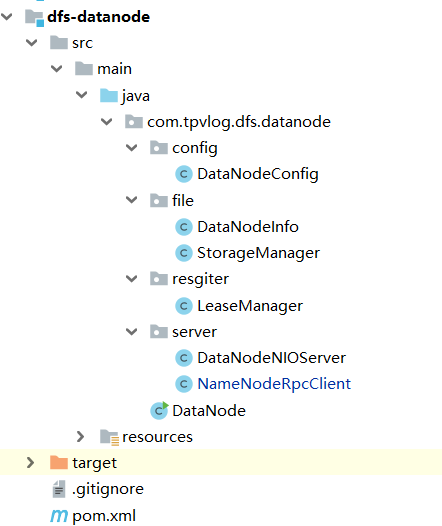 dfs-datanode
src
main
java
com.tpvlog.dfs.datanode
config
DataNodeConfig
file
DataNodeInfo
StorageManager
resgiter
LeaseManager
server
DataNodeNIOServer
NameNodeRpcClient
DataNode
resources
target
.gitignore
pom.xml